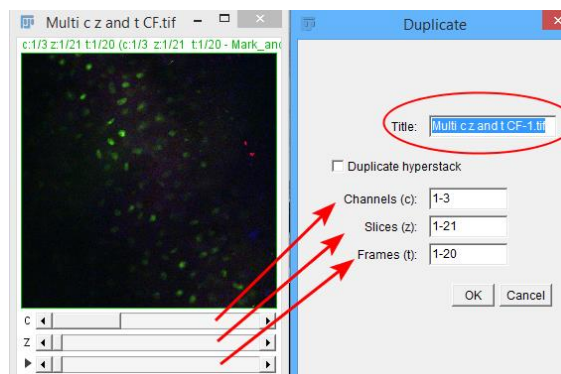 Multi c z and t CF.tif
c:1/3 z:1/21 t:1/20 (c:1/3 z:1/21 t:1/20 - Mark_and
c
z
Duplicate
Title: Multi c z and t CF-1.tif
Duplicate hyperstack
Channels (c): 1-3
Slices (z): 1-21
Frames (t): 1-20
OK Cancel